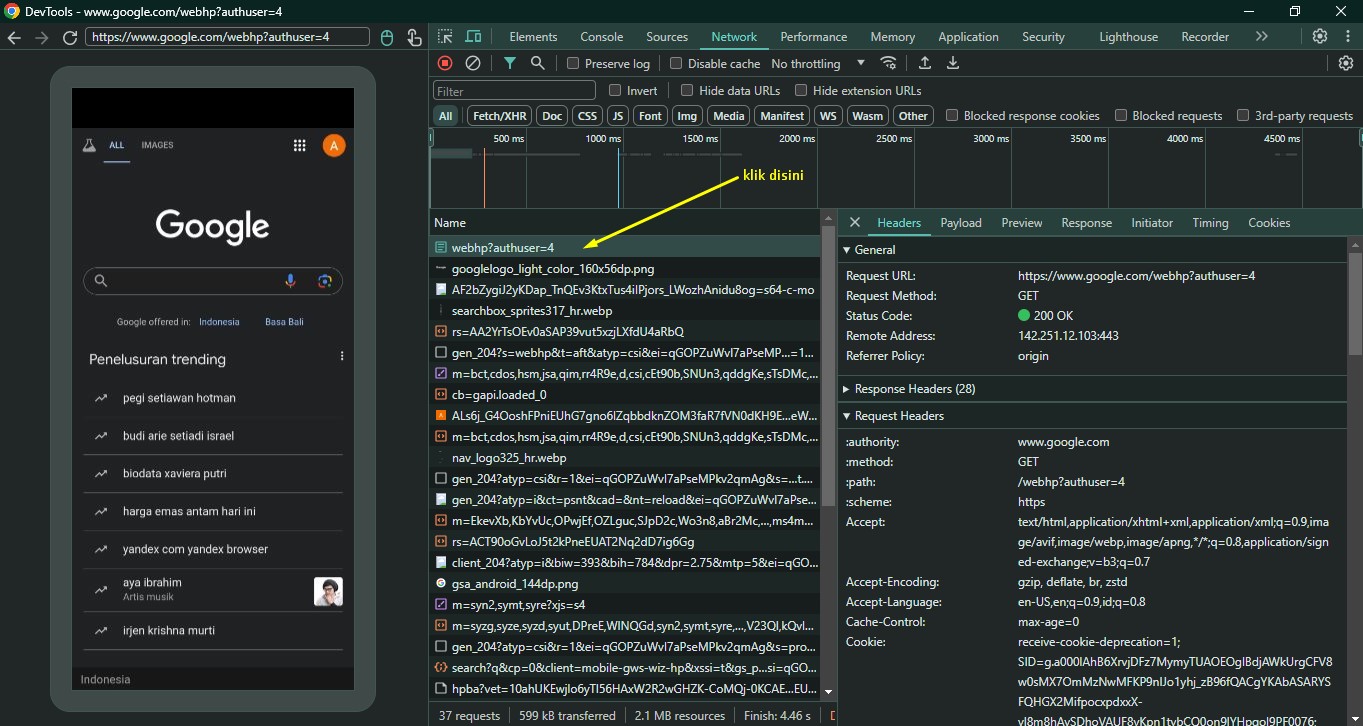 DevTools - www.google.com/webhp?authuser=4
https://www.google.com/webhp?authuser=4
Elements Console Sources Network Performance Memory Application Security Lighthouse Recorder
Preserve log Disable cache No throttling
Filter Invert Hide data URLs Hide extension URLs
All Fetch/XHR Doc CSS JS Font Img Media Manifest WS Wasm Other Blocked response cookies Blocked requests 3rd-party requests
500 ms 1000 ms 1500 ms 2000 ms 2500 ms 3000 ms 3500 ms 4000 ms 4500 ms
klik disini
ALL IMAGES A
Google
Google offered in: Indonesia Basa Bali
Penelusuran trending
pegi setiawan hotman
budi arie setiadi israel
biodata xaviera putri
harga emas antam hari ini
yandex com yandex browser
aya ibrahim
Artis musik
irjen krishna murti
Indonesia
Name
webhp?authuser=4
googlelogo_light_color_160x56dp.png
searchbox_sprites317_hr.webp
rs=AA2YrTsOEv0aSAP39vut5xzjLXfdU4aRbQ
gen_204?s=webhp&t=aft&atyp=csi&ei=qGOPZuWvI7aPseMP...=1...
m=bct,cdos,hsm,jsa,qim,rr4R9e,d,csi,cEt90b,SNUn3,qddgKe,sTsDMc,...
cb=gapi.loaded_0
m=bct,cdos,hsm,jsa,qim,rr4R9e,d,csi,cEt90b,SNUn3,qddgKe,sTsDMc,...
nav_logo325_hr.webp
gen_204?atyp=csi&r=1&ei=qGOPZuWvI7aPseMPkv2qmAg&s=...t....
gen_204?atyp=i&ct=psnt&cad=&nt=reload&ei=qGOPZuWvI7aPse...
m=EkevXb,KbYvUc,OPwjEf,OZLguc,SJpD2c,Wo3n8,aBr2Mc,...,ms4m...
rs=ACT90oGvLoJ5t2kPneEUAT2Nq2dD7ig6Gg
client_204?atyp=i&biw=393&bih=784&dpr=2.75&mtp=5&ei=qGO...
gsa_android_144dp.png
m=syn2,symt,syre?xjs=s4
m=syzg,syze,syzd,syut,DPreE,WINQGd,syn2,symt,syre,...,V23QI,kQvl...
gen_204?atyp=csi&r=1&ei=qGOPZuWvI7aPseMPkv2qmAg&s=pro...
search?q&cp=0&client=mobile-gws-wiz-hp&xssi=t&gs_p...si=qGO...
hpba?vet=10ahUKEwjlo6yTl56HAxW2R2wGHZK-CoMQj-0KCAE...EU...
37 requests 599 kB transferred 2.1 MB resources Finish: 4.46 s
Headers Payload Preview Response Initiator Timing Cookies
General
Request URL: https://www.google.com/webhp?authuser=4
Request Method: GET
Status Code: 200 OK
Remote Address: 142.251.12.103:443
Referrer Policy: origin
Response Headers (28)
Request Headers
:authority: www.google.com
:method: GET
:path: /webhp?authuser=4
:scheme: https
Accept: text/html,application/xhtml+xml,application/xml;q=0.9,ima
ge/avif,image/webp,image/apng,*/*;q=0.8,application/sign
ed-exchange;v=b3;q=0.7
Accept-Encoding: gzip, deflate, br, zstd
Accept-Language: en-US,en;q=0.9,id;q=0.8
Cache-Control: max-age=0
Cookie: receive-cookie-deprecation=1;